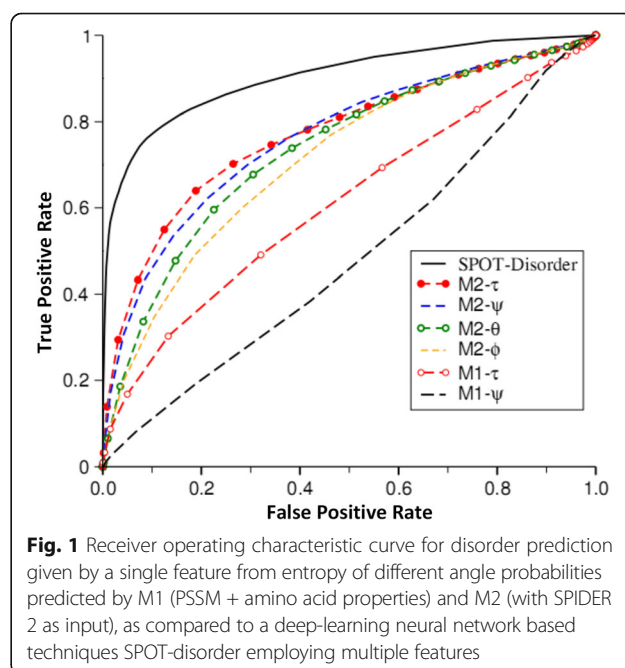 1
0.8
0.6
0.4
0.2
0
True Positive Rate
0.0
0.2
0.4
0.6
0.8
1.0
False Positive Rate
SPOT-Disorder
M2-τ
M2-ψ
M2-θ
M2-ϕ
M1-τ
M1-ψ
Fig. 1 Receiver operating characteristic curve for disorder prediction
given by a single feature from entropy of different angle probabilities
predicted by M1 (PSSM + amino acid properties) and M2 (with SPIDER
2 as input), as compared to a deep-learning neural network based
techniques SPOT-disorder employing multiple features